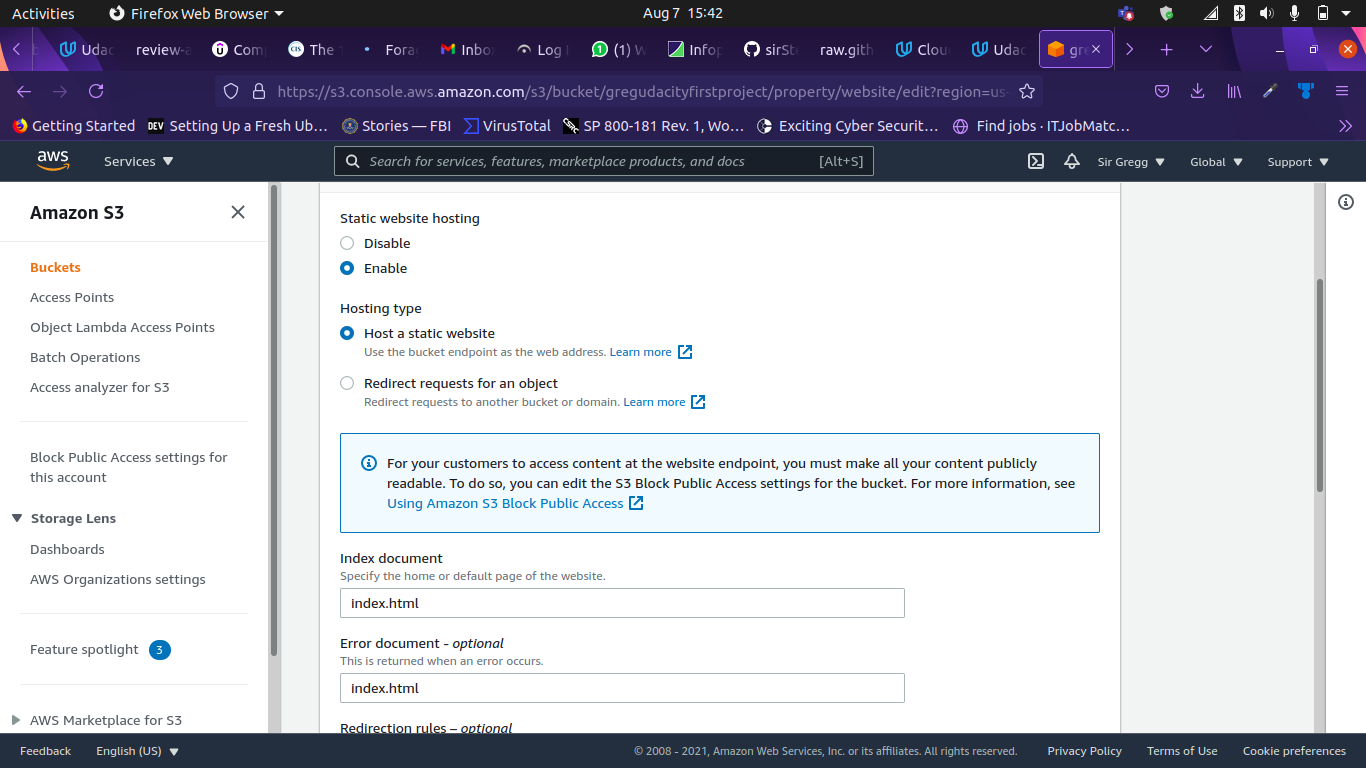 Activities
Firefox Web Browser
Aug 7 15:42
Udac
review-a
Com
CIS
The 1
Fora
Inbo
Log I
(1) W
Infop
sirSt
raw.gith
Clou
Udac
gre
https://s3.console.aws.amazon.com/s3/bucket/gregudacityfirstproject/property/website/edit?region=us-
Getting Started
DEV
Setting Up a Fresh Ub…
Stories — FBI
VirusTotal
SP 800-181 Rev. 1, Wo…
Exciting Cyber Securit…
Find jobs · ITJobMatc…
aws
Services
Search for services, features, marketplace products, and docs
[Alt+S]
Sir Gregg
Global
Support
Amazon S3
Buckets
Access Points
Object Lambda Access Points
Batch Operations
Access analyzer for S3
Block Public Access settings for
this account
Storage Lens
Dashboards
AWS Organizations settings
Feature spotlight
3
AWS Marketplace for S3
Static website hosting
Disable
Enable
Hosting type
Host a static website
Use the bucket endpoint as the web address. Learn more
Redirect requests for an object
Redirect requests to another bucket or domain. Learn more
For your customers to access content at the website endpoint, you must make all your content publicly
readable. To do so, you can edit the S3 Block Public Access settings for the bucket. For more information, see
Using Amazon S3 Block Public Access
Index document
Specify the home or default page of the website.
index.html
Error document - optional
This is returned when an error occurs.
index.html
Redirection rules – optional
Feedback
English (US)
© 2008 - 2021, Amazon Web Services, Inc. or its affiliates. All rights reserved.
Privacy Policy
Terms of Use
Cookie preferences